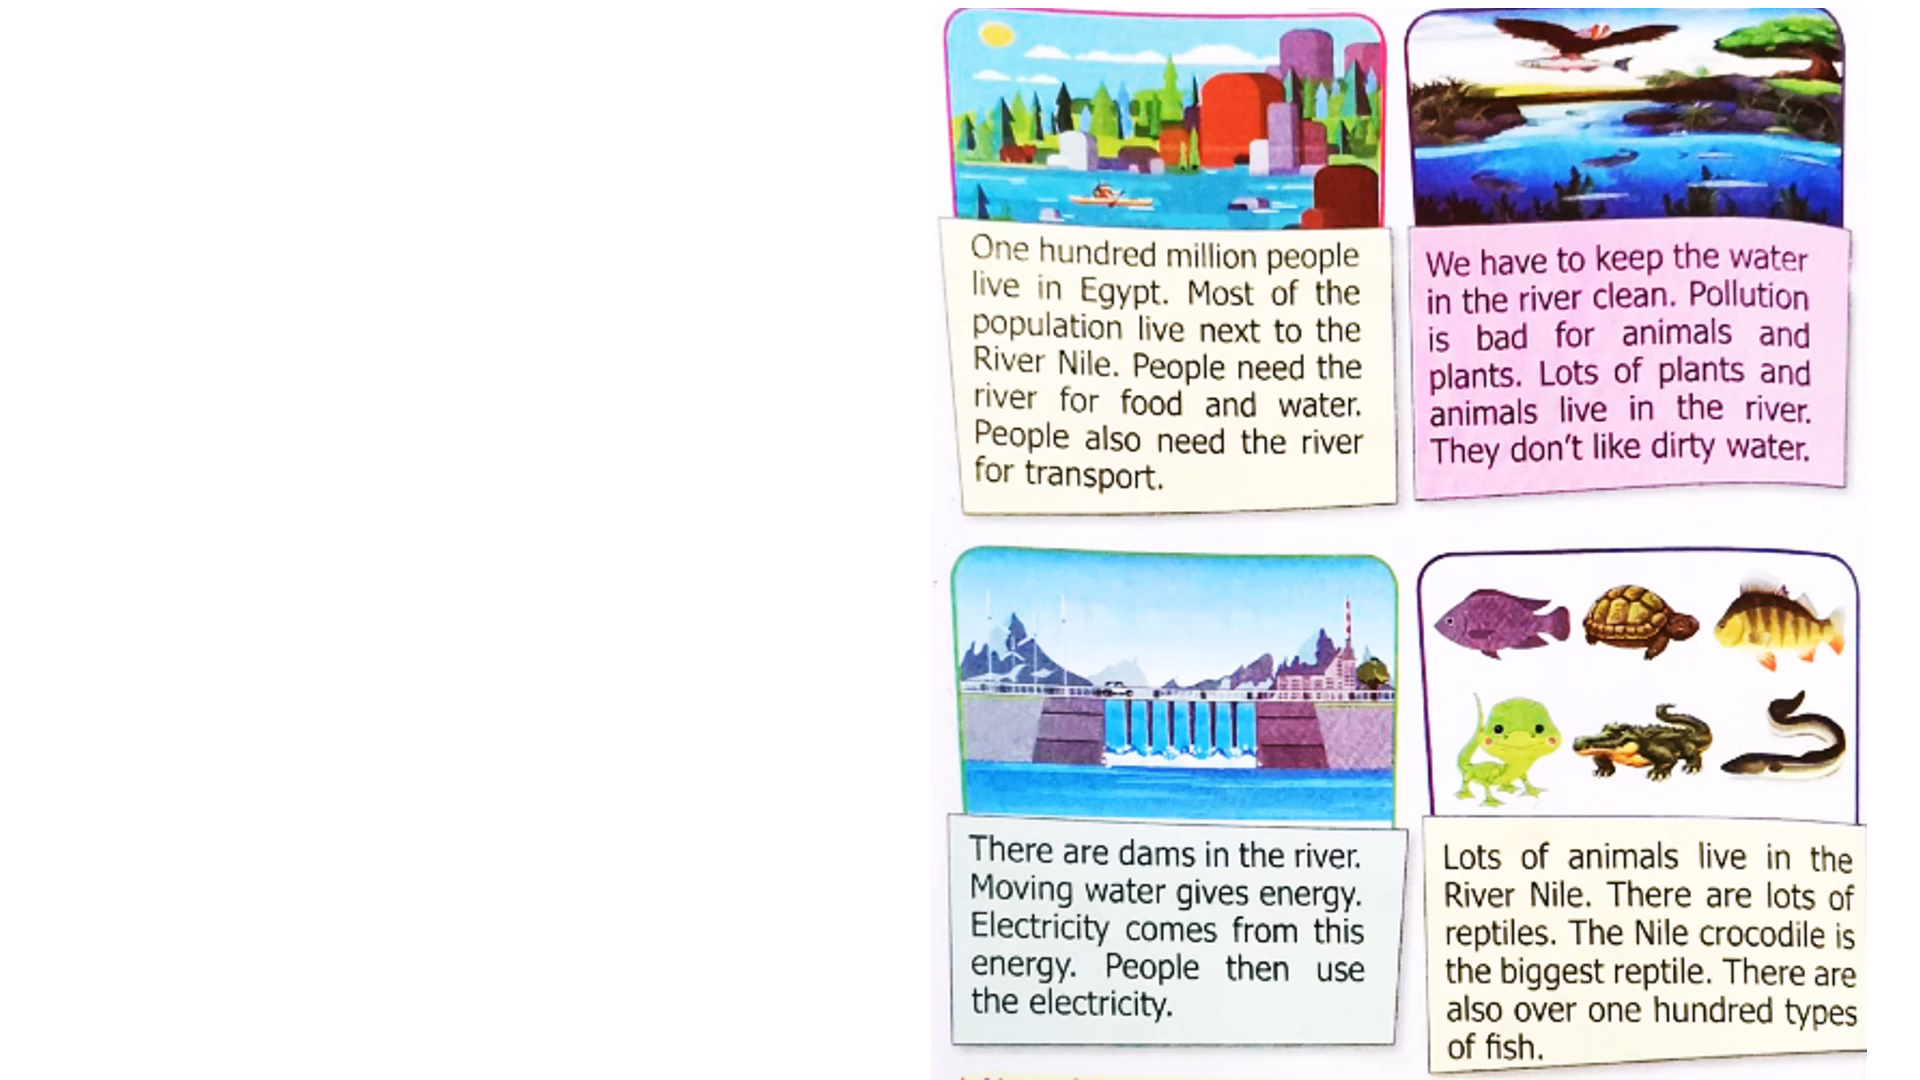 One hundred million people
live in Egypt. Most of the
population live next to the
River Nile. People need the
river for food and water.
People also need the river
for transport.
We have to keep the water
in the river clean. Pollution
is bad for animals and
plants. Lots of plants and
animals live in the river.
They don't like dirty water.
There are dams in the river.
Moving water gives energy.
Electricity comes from this
energy. People then use
the electricity.
Lots of animals live in the
River Nile. There are lots of
reptiles. The Nile crocodile is
the biggest reptile. There are
also over one hundred types
of fish.